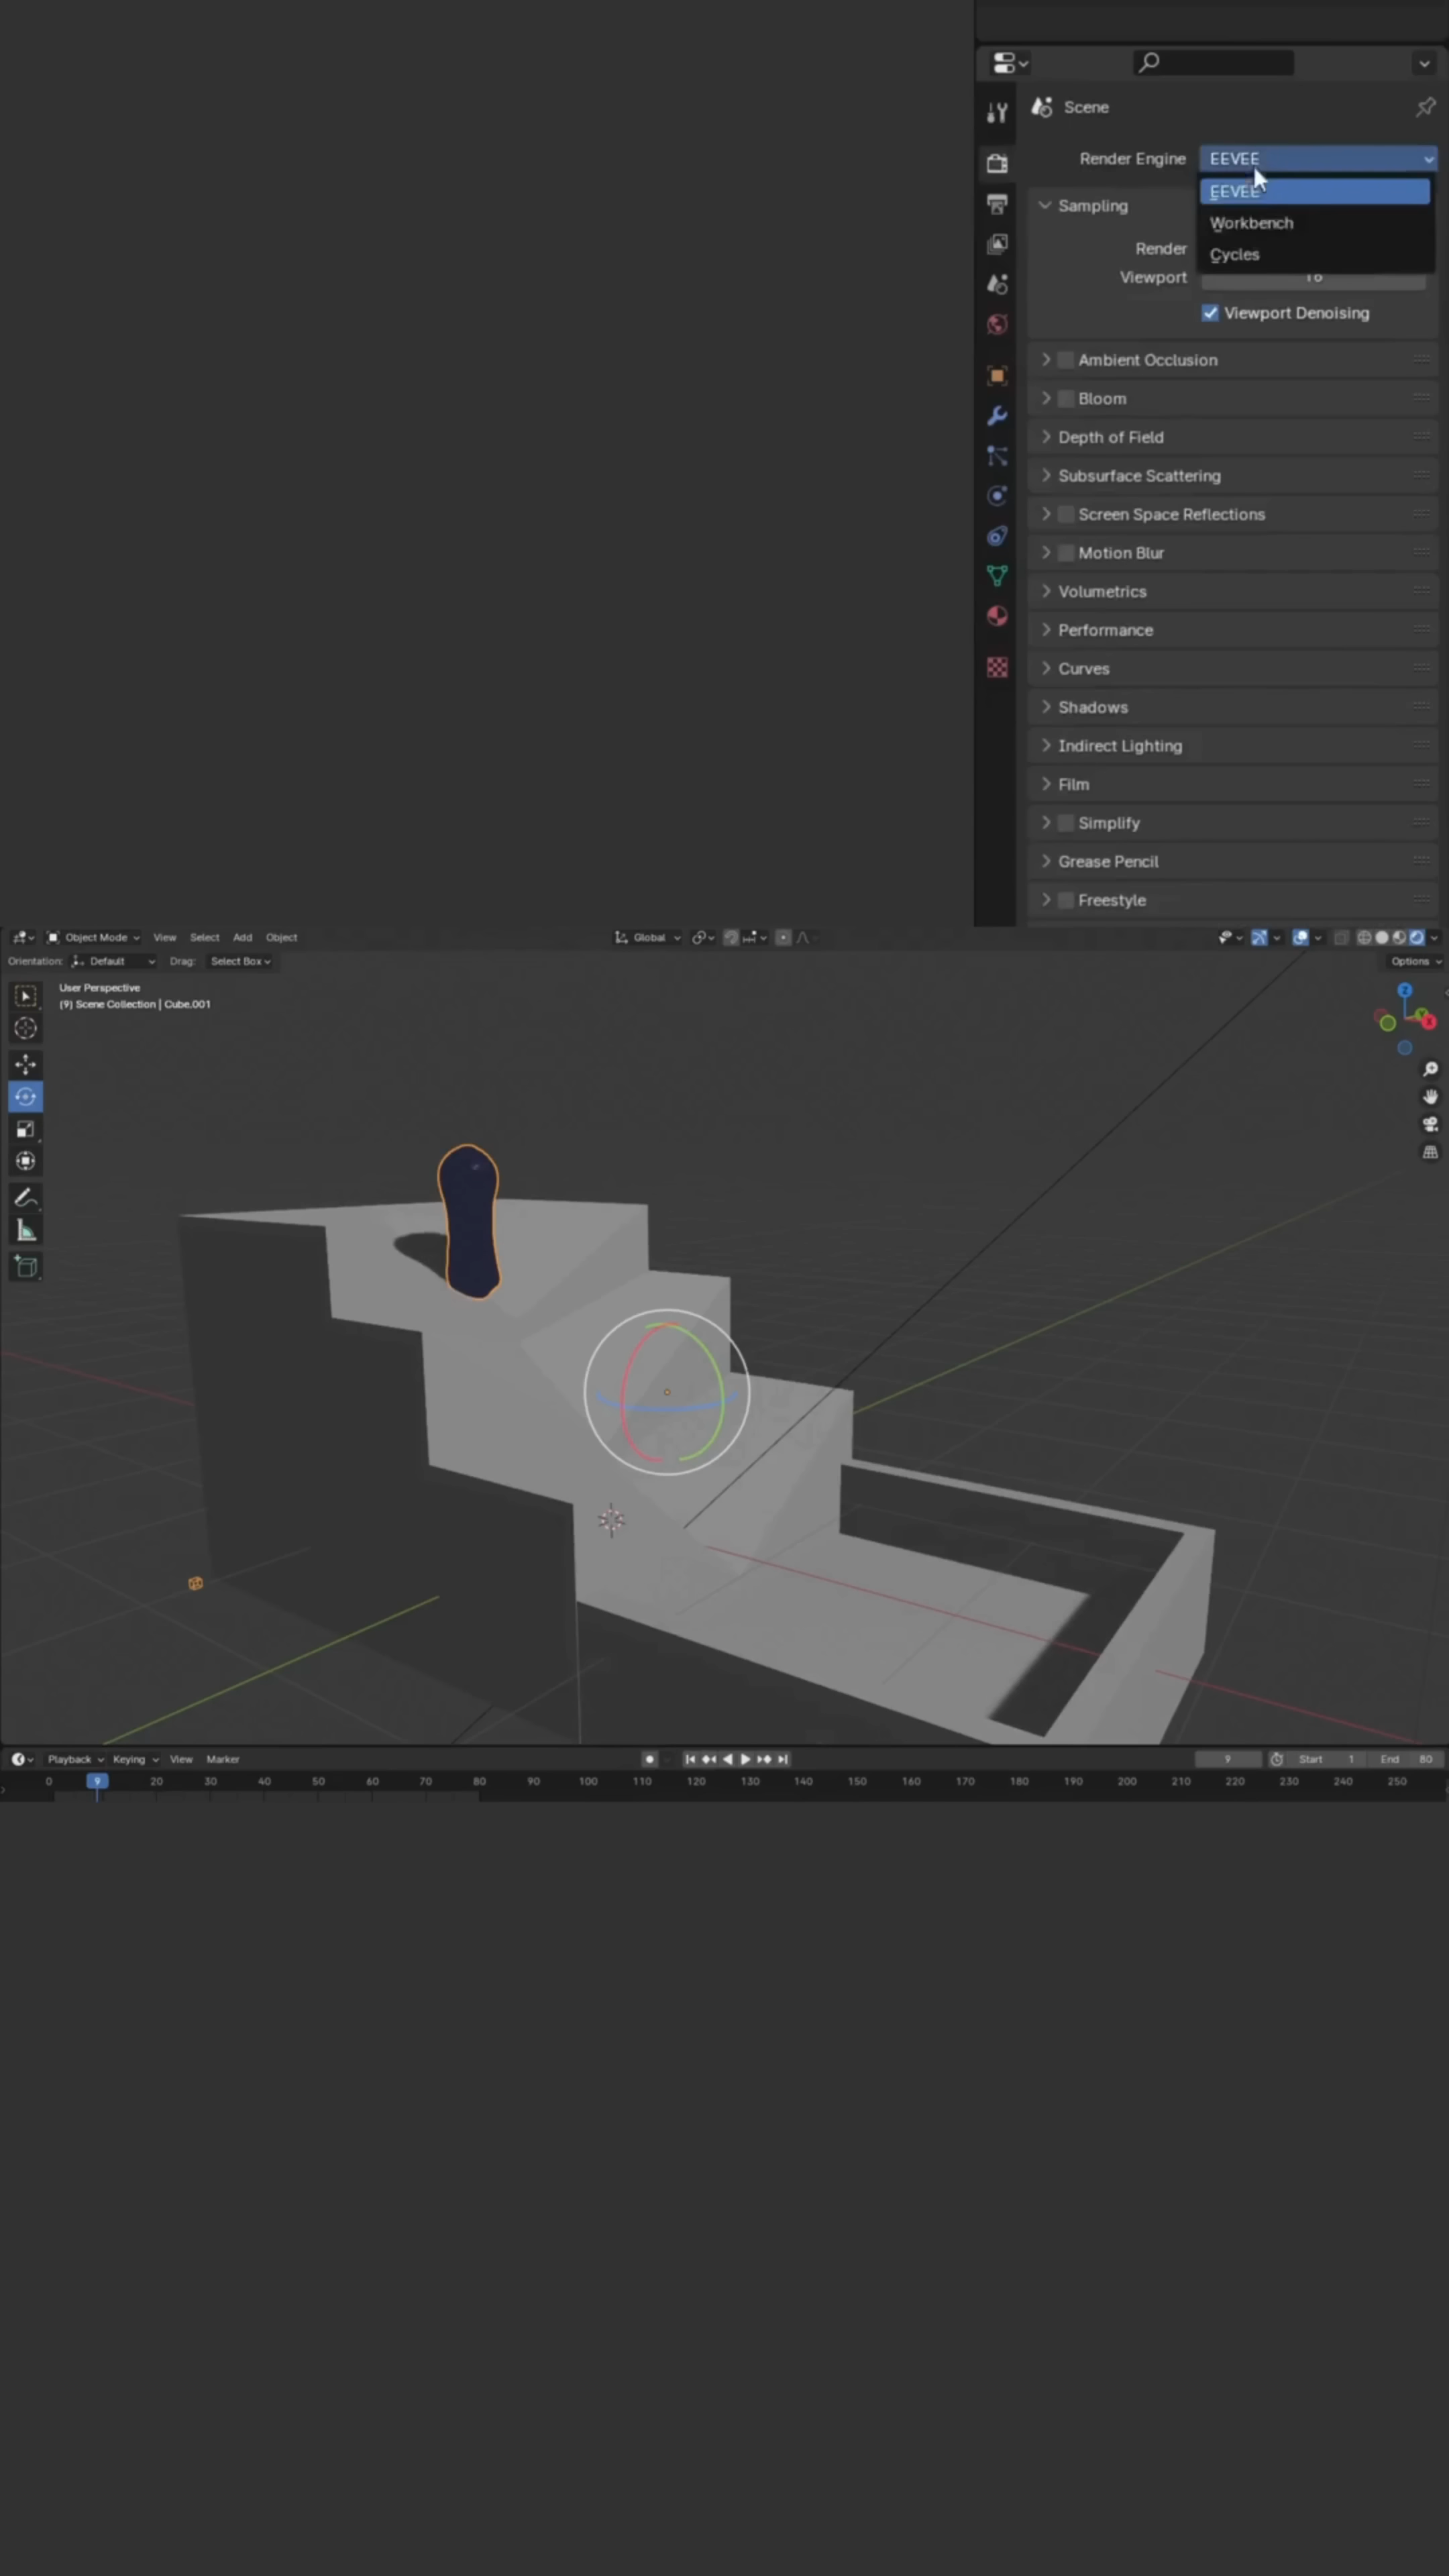 Scene
Render Engine EEVEE
EEVEE
Sampling
Workbench
Render
Cycles
Viewport
Viewport Denoising
Ambient Occlusion
Bloom
Depth of Field
Subsurface Scattering
Screen Space Reflections
Motion Blur
Volumetrics
Performance
Curves
Shadows
Indirect Lighting
Film
Simplify
Grease Pencil
Freestyle
Object Mode View Select Add Object Global
Orientation: Default Drag: Select Box Options
User Perspective
(9) Scene Collection | Cube.001
Z
Y
X
Playback Keying View Marker 9 Start 1 End 80
0 9 20 30 40 50 60 70 80 90 100 110 120 130 140 150 160 170 180 190 200 210 220 230 240 250